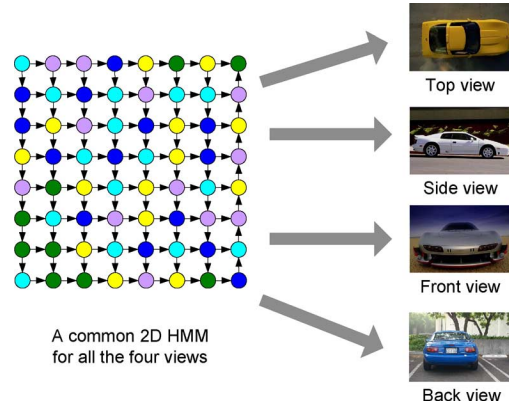 Top view
Side view
Front view
A common 2D HMM
for all the four views
Back view